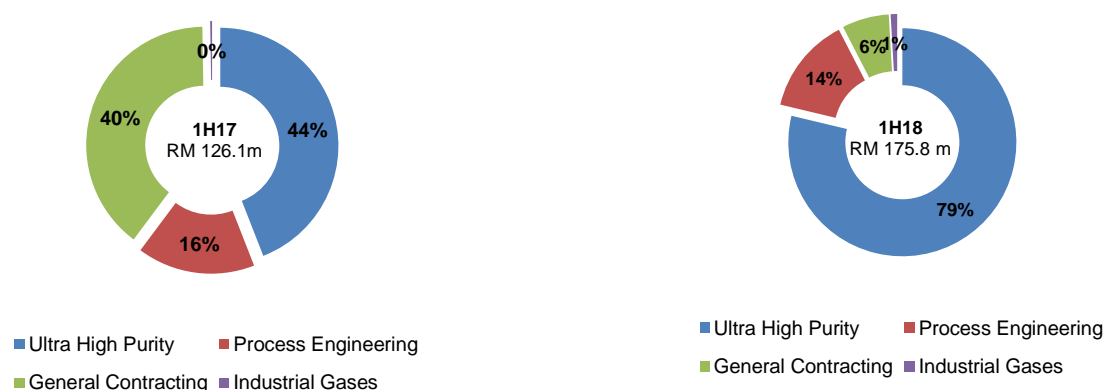 0%
40%
1H17
RM 126.1m
44%
16%
Ultra High Purity
Process Engineering
General Contracting
Industrial Gases
6%
1%
14%
1H18
RM 175.8 m
79%
Ultra High Purity
Process Engineering
General Contracting
Industrial Gases